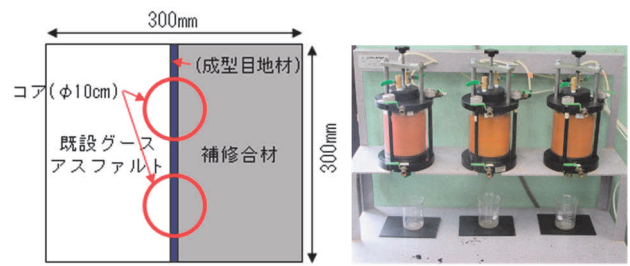 300mm
(成型目地材)
コア(φ10cm)
既設グース
アスファルト
補修合材
300mm